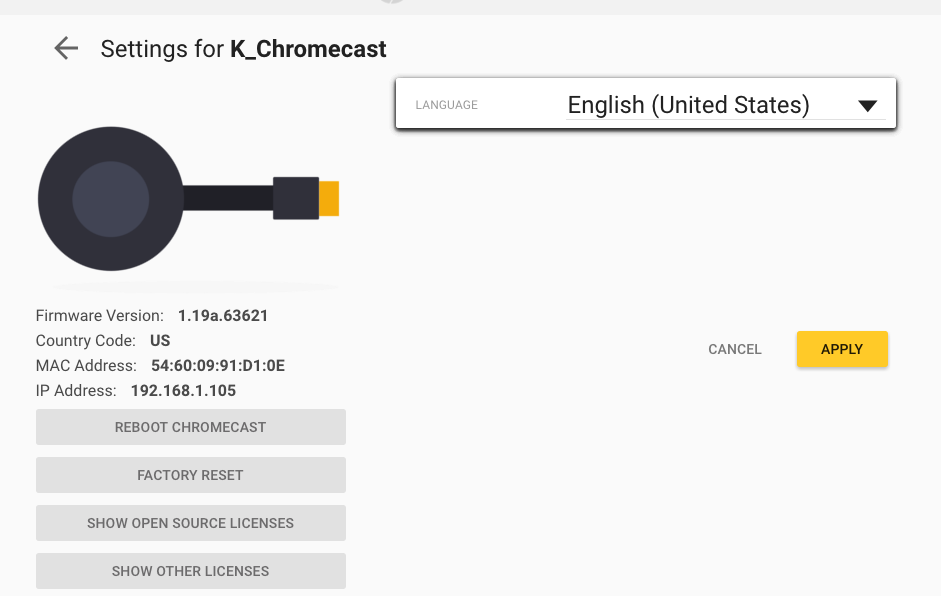 Settings for K_Chromecast
LANGUAGE English (United States)
Firmware Version: 1.19a.63621
Country Code: US
MAC Address: 54:60:09:91:D1:0E
IP Address: 192.168.1.105
CANCEL APPLY
REBOOT CHROMECAST
FACTORY RESET
SHOW OPEN SOURCE LICENSES
SHOW OTHER LICENSES